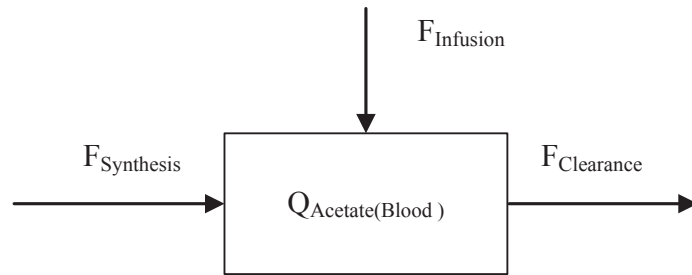 F_Infusion
F_Synthesis
F_Clearance
Q_Acetate(Blood )